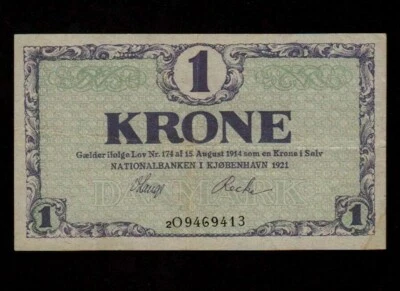 1
KRONE
Gælder ifølge Lov Nr. 174 af 15. August 1914 som en Krone i Sølv
NATIONALBANKEN I KJØBENHAVN 1921
DANMARK
1 2O9469413 1